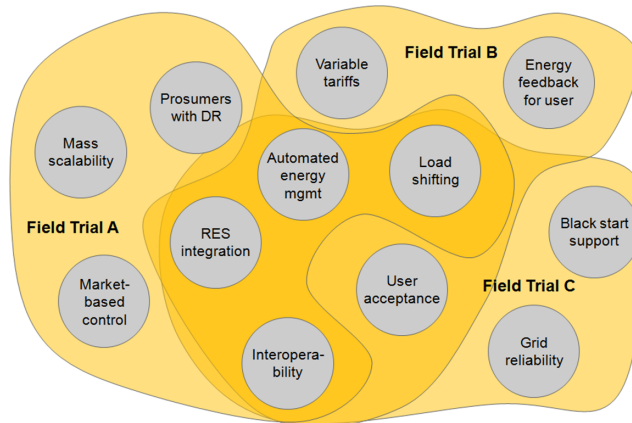 Field Trial B
Variable
tariffs
Energy
feedback
for user
Prosumers
with DR
Mass
scalability
Automated
energy
mgmt
Load
shifting
Field Trial A
RES
integration
Black start
support
Market-
based
control
User
acceptance
Field Trial C
Interopera-
bility
Grid
reliability